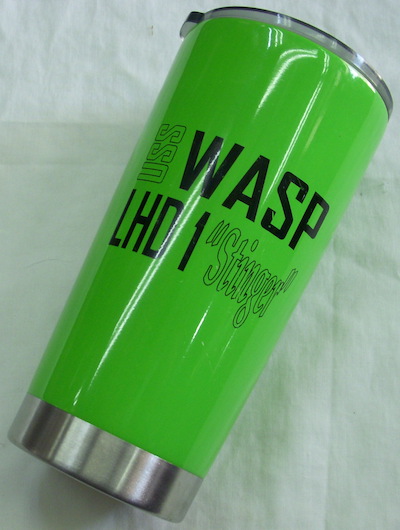 USS WASP
LHD 1 "Stinger"